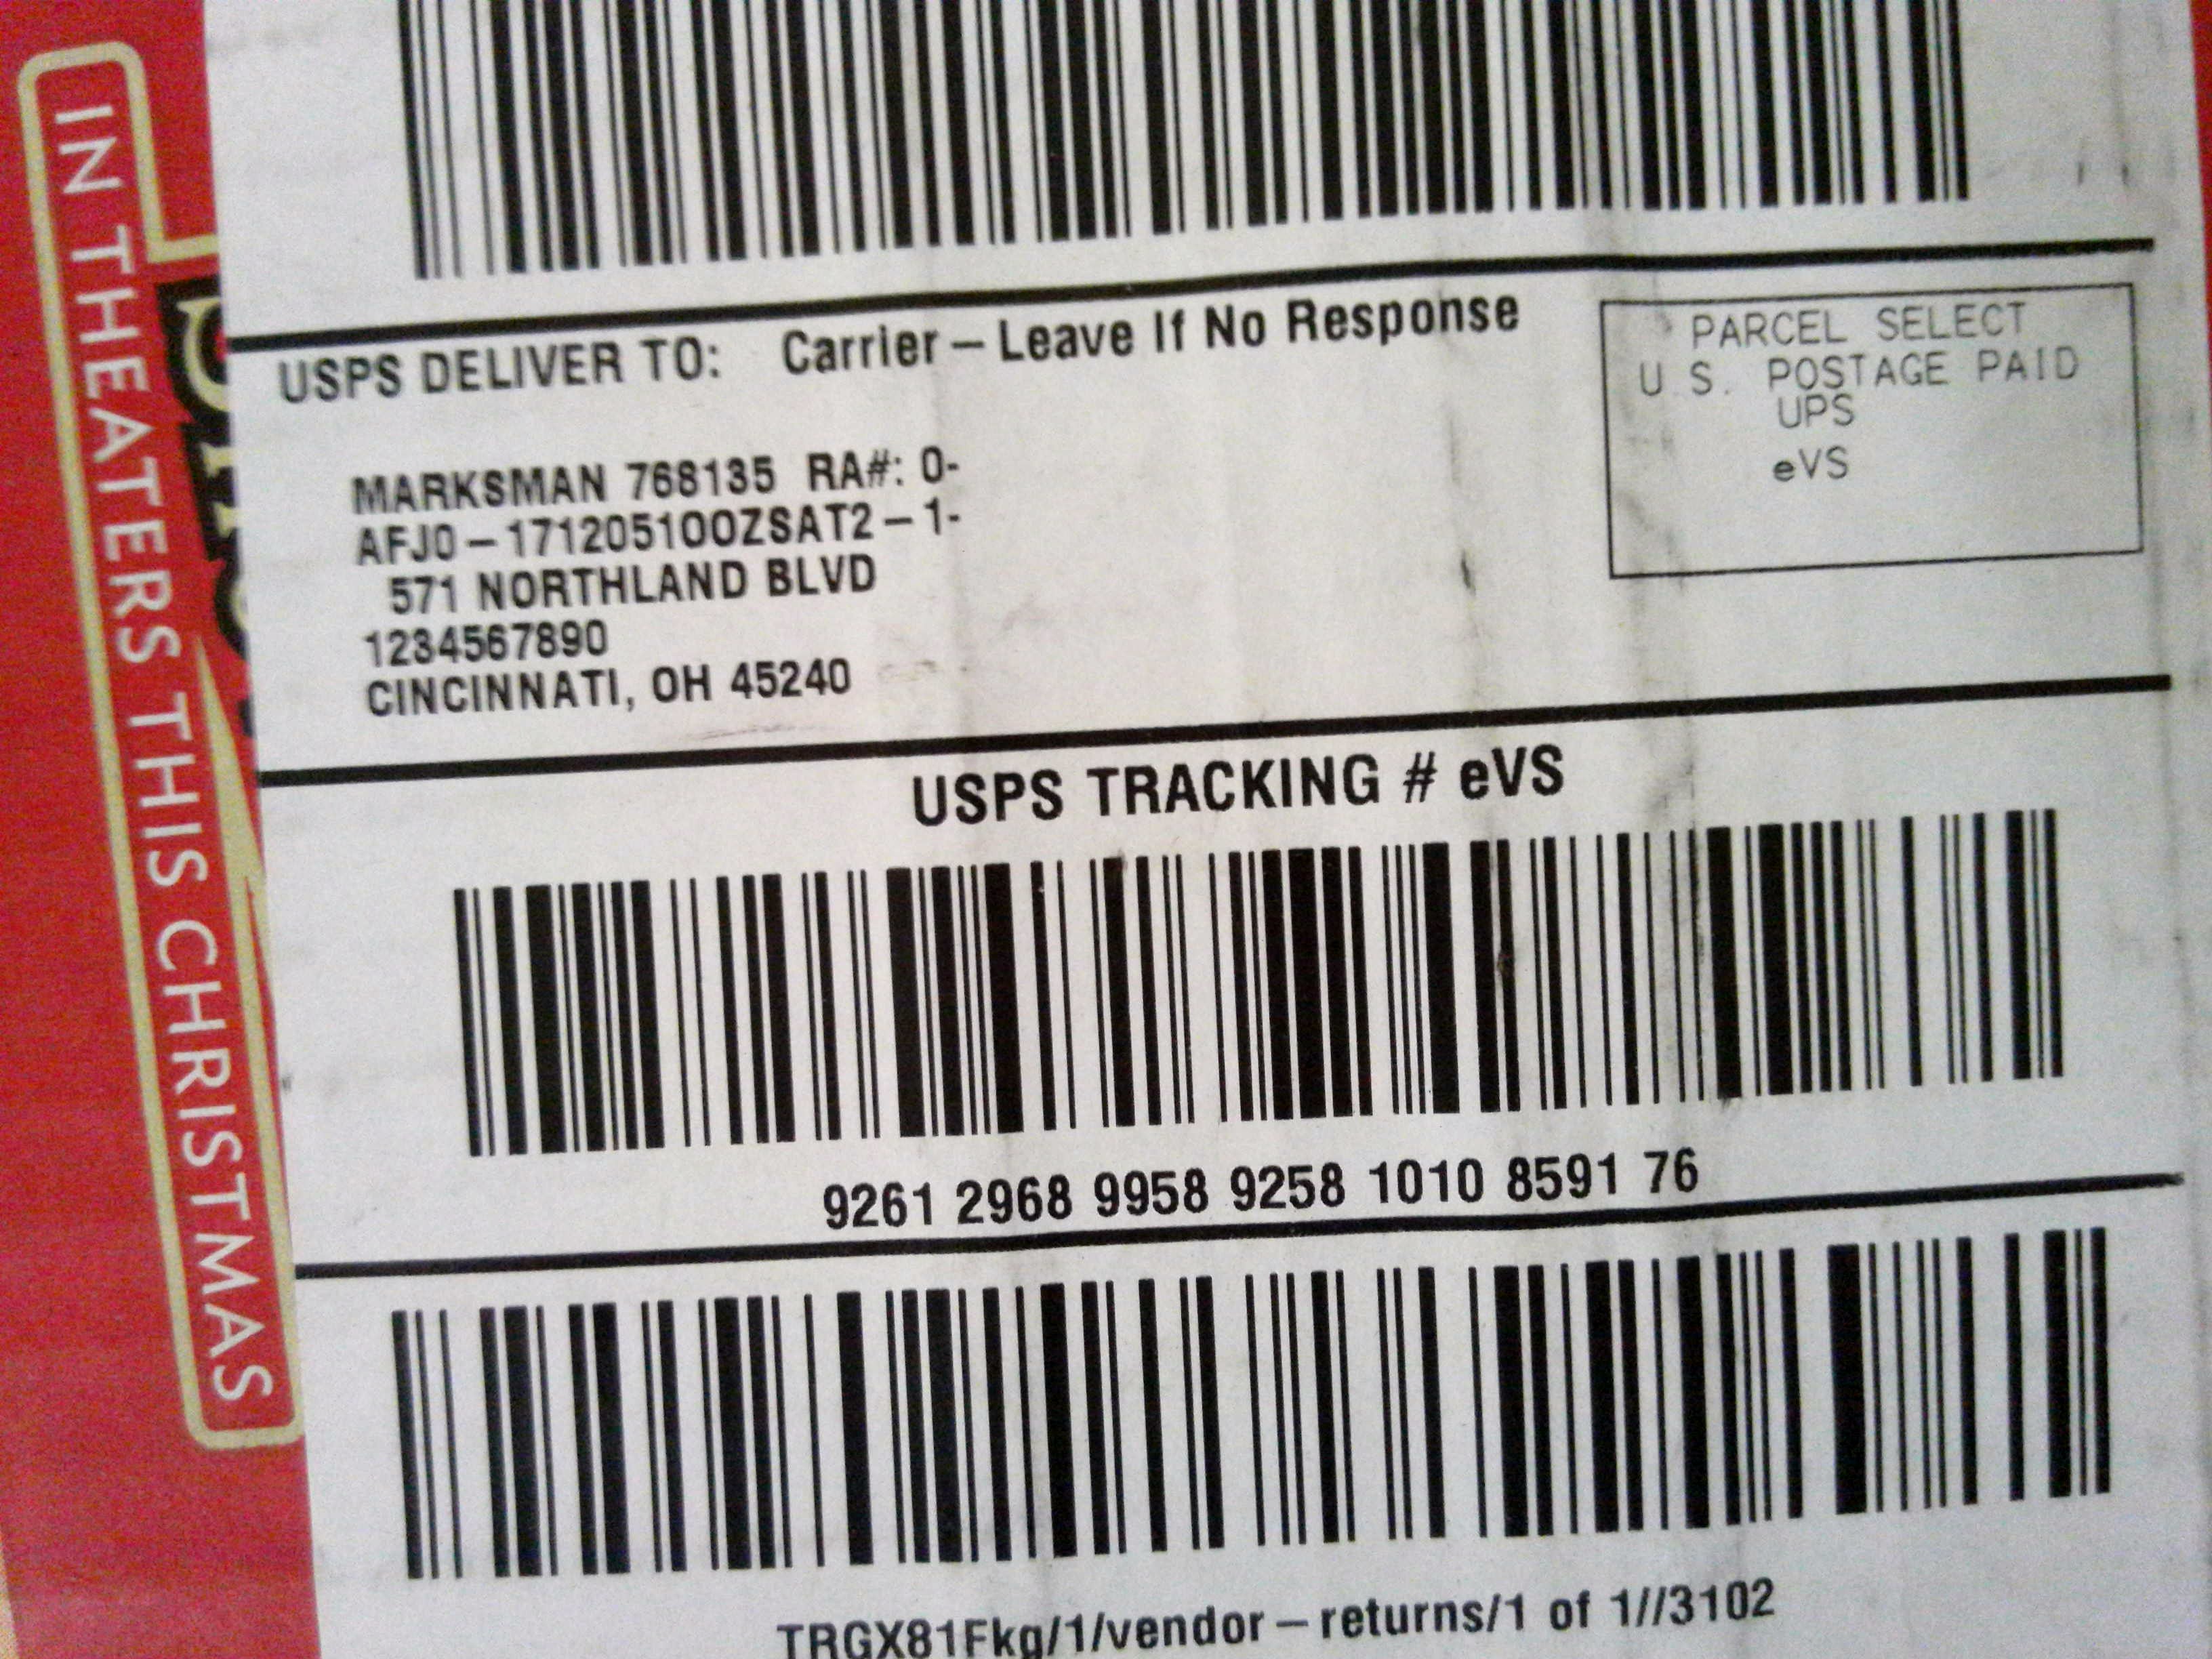 IN THEATERS THIS CHRISTMAS
USPS DELIVER TO: Carrier – Leave If No Response
PARCEL SELECT
U S. POSTAGE PAID
UPS
eVS
MARKSMAN 768135 RA#: 0-
AFJ0 – 171205100ZSAT2 – 1-
571 NORTHLAND BLVD
1234567890
CINCINNATI, OH 45240
USPS TRACKING # eVS
9261 2968 9958 9258 1010 8591 76
TRGX81Fkg/1/vendor – returns/1 of 1//3102